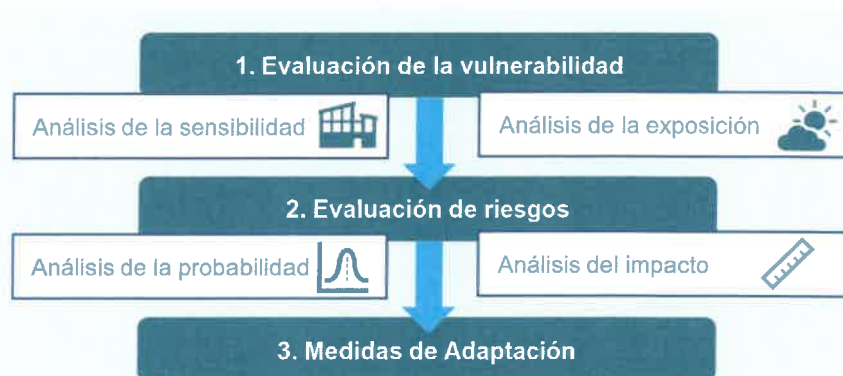 1. Evaluación de la vulnerabilidad
Análisis de la sensibilidad
Análisis de la exposición
2. Evaluación de riesgos
Análisis de la probabilidad
Análisis del impacto
3. Medidas de Adaptación